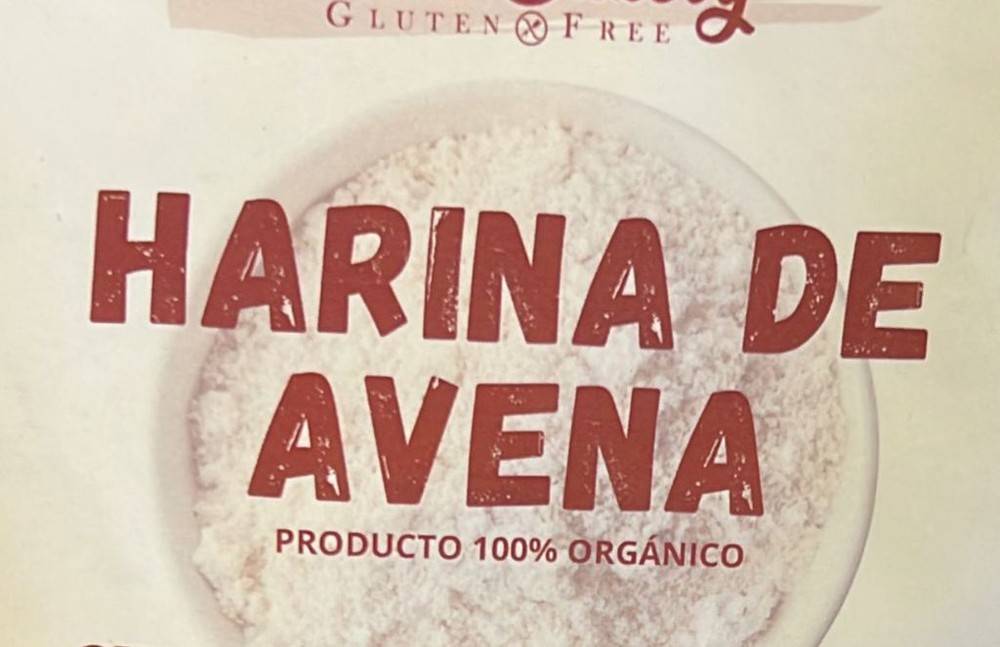 GLUTEN FREE
HARINA DE
AVENA
PRODUCTO 100% ORGÁNICO